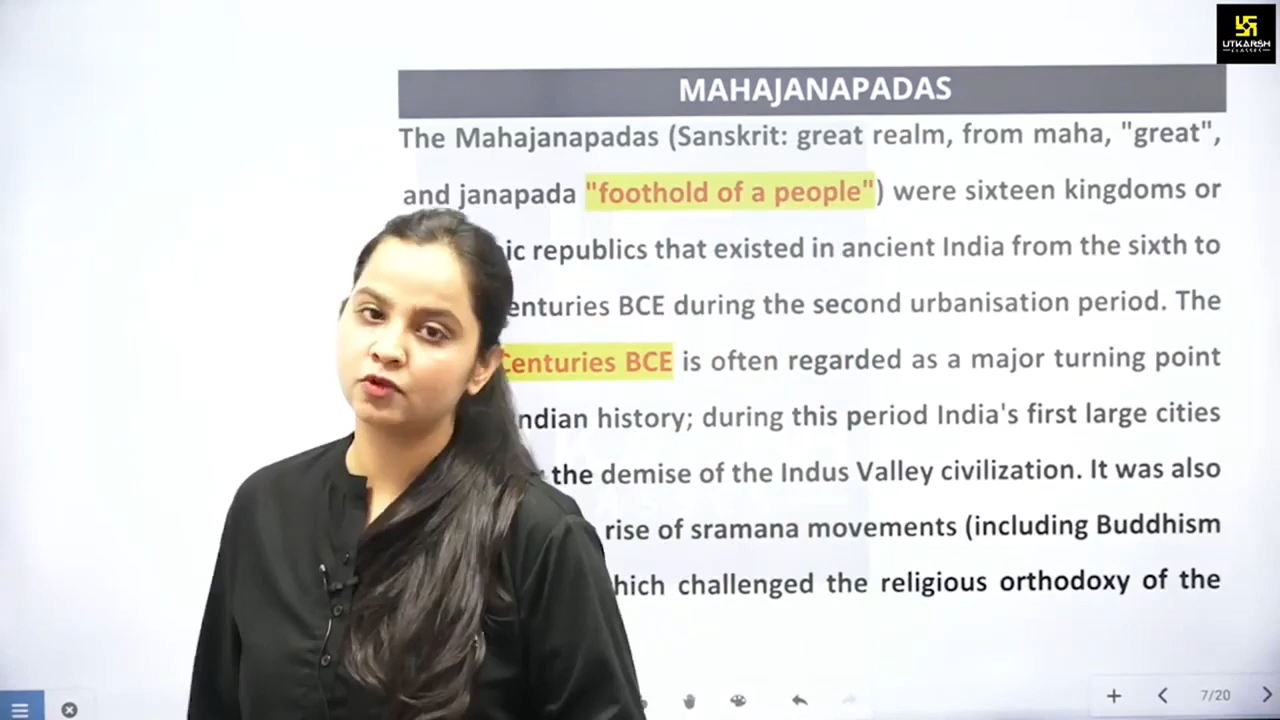 UTKARSH
CLASSES
MAHAJANAPADAS
The Mahajanapadas (Sanskrit: great realm, from maha, "great",
and janapada "foothold of a people") were sixteen kingdoms or
ic republics that existed in ancient India from the sixth to
enturies BCE during the second urbanisation period. The
Centuries BCE is often regarded as a major turning point
ndian history; during this period India's first large cities
the demise of the Indus Valley civilization. It was also
rise of sramana movements (including Buddhism
hich challenged the religious orthodoxy of the
7/20